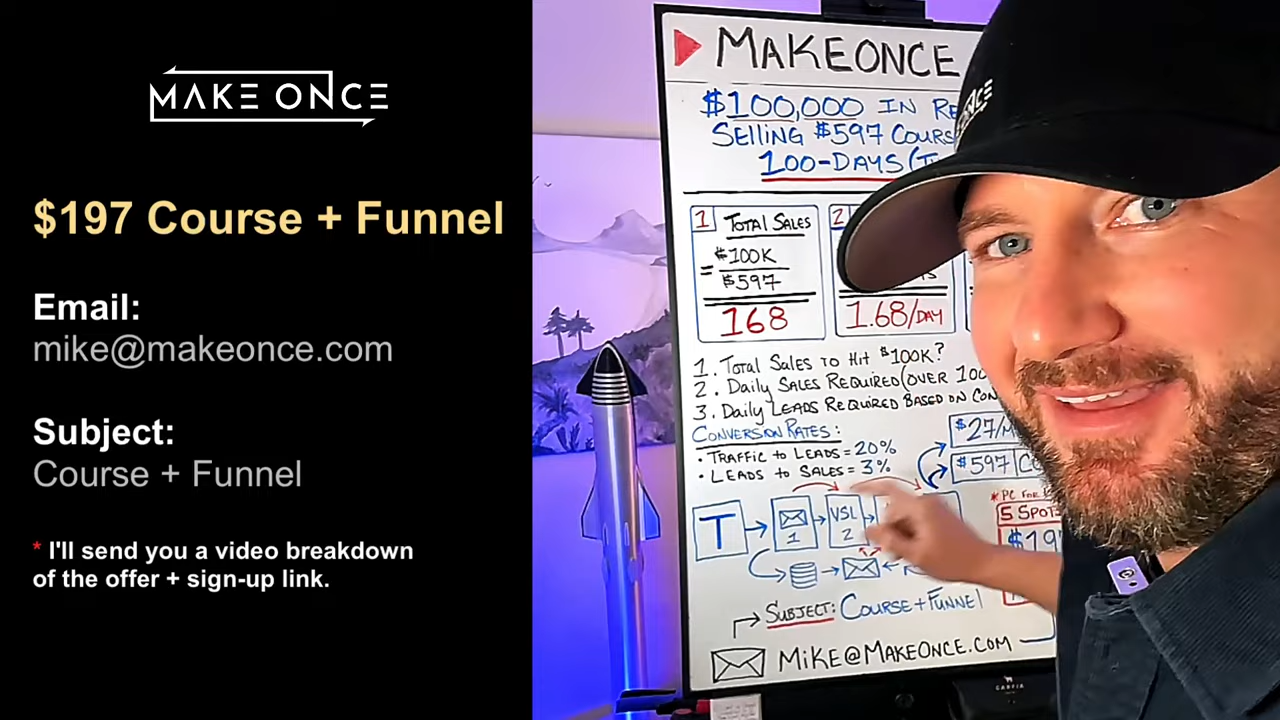 MAKE ONCE
$197 Course + Funnel
Email:
mike@makeonce.com
Subject:
Course + Funnel
* I'll send you a video breakdown
of the offer + sign-up link.
MAKEONCE
$100,000 IN
SELLING $597
100-DAYS
1 TOTAL SALES
= $100K
$597
168
2
1.68/DAY
1. TOTAL SALES TO HIT $100K?
2. DAILY SALES REQUIRED (OVER
3. DAILY LEADS REQUIRED BASED ON
CONVERSION RATES:
• TRAFFIC TO LEADS = 20%
• LEADS TO SALES = 3%
$27/
$597
T
1
VSL
2
* PC FOR
5
SUBJECT: COURSE + FUNNEL
MIKE@MAKEONCE.COM